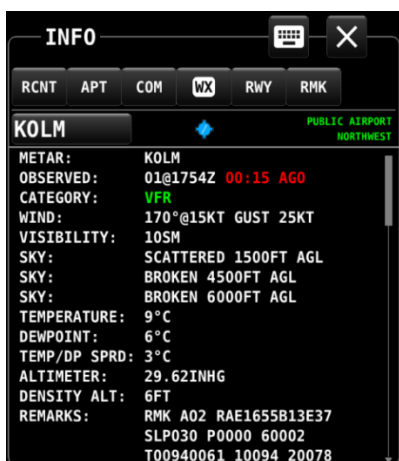 INFO
RCNT APT COM WX RWY RMK
KOLM PUBLIC AIRPORT
NORTHWEST
METAR: KOLM
OBSERVED: 01@1754Z 00:15 AGO
CATEGORY: VFR
WIND: 170°@15KT GUST 25KT
VISIBILITY: 10SM
SKY: SCATTERED 1500FT AGL
SKY: BROKEN 4500FT AGL
SKY: BROKEN 6000FT AGL
TEMPERATURE: 9°C
DEWPOINT: 6°C
TEMP/DP SPRD: 3°C
ALTIMETER: 29.62INHG
DENSITY ALT: 6FT
REMARKS: RMK AO2 RAE1655B13E37
SLP030 P0000 60002
T00940061 10094 20078